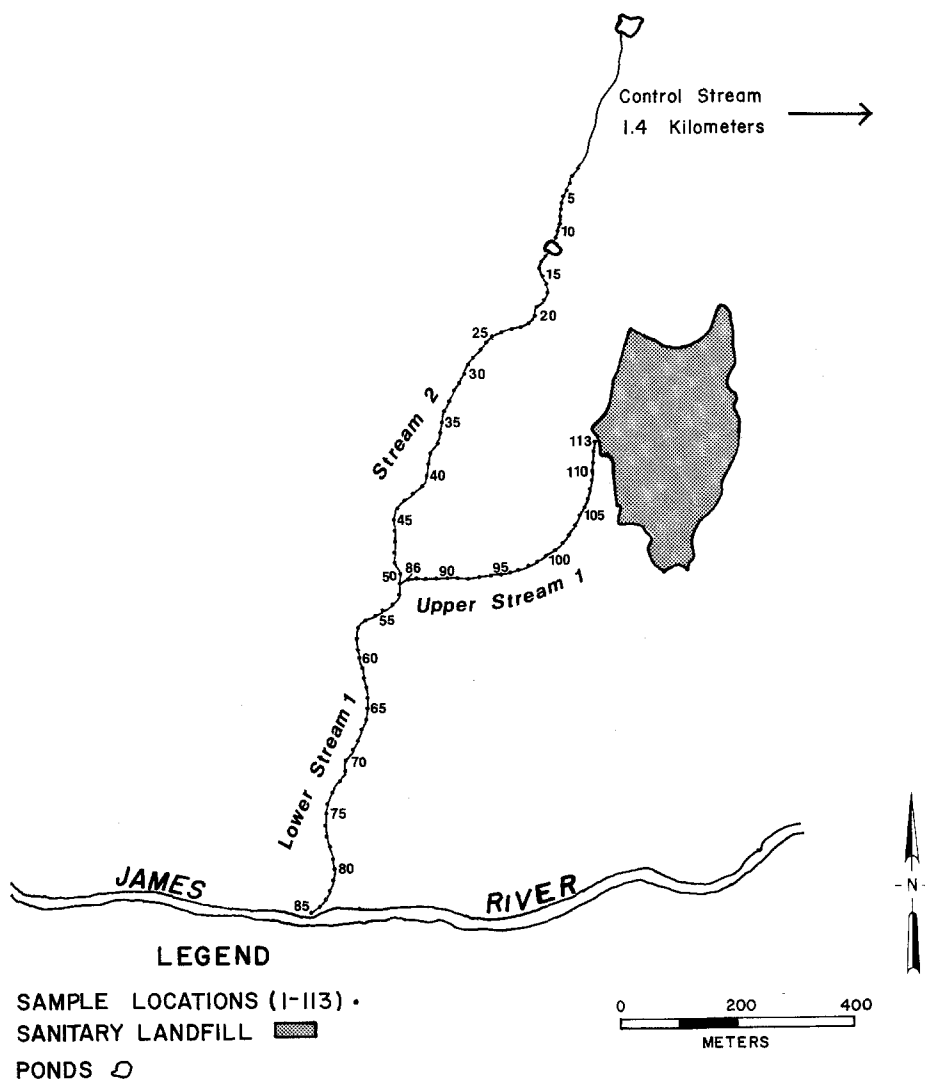 Control Stream
1.4 Kilometers
5
10
15
20
25
30
Stream 2
35
113
40
110
45
105
50
86
90
95
100
Upper Stream 1
55
60
65
Lower Stream 1
70
75
80
85
JAMES RIVER
-N-
LEGEND
SAMPLE LOCATIONS (1-113) .
SANITARY LANDFILL
PONDS
0 200 400
METERS